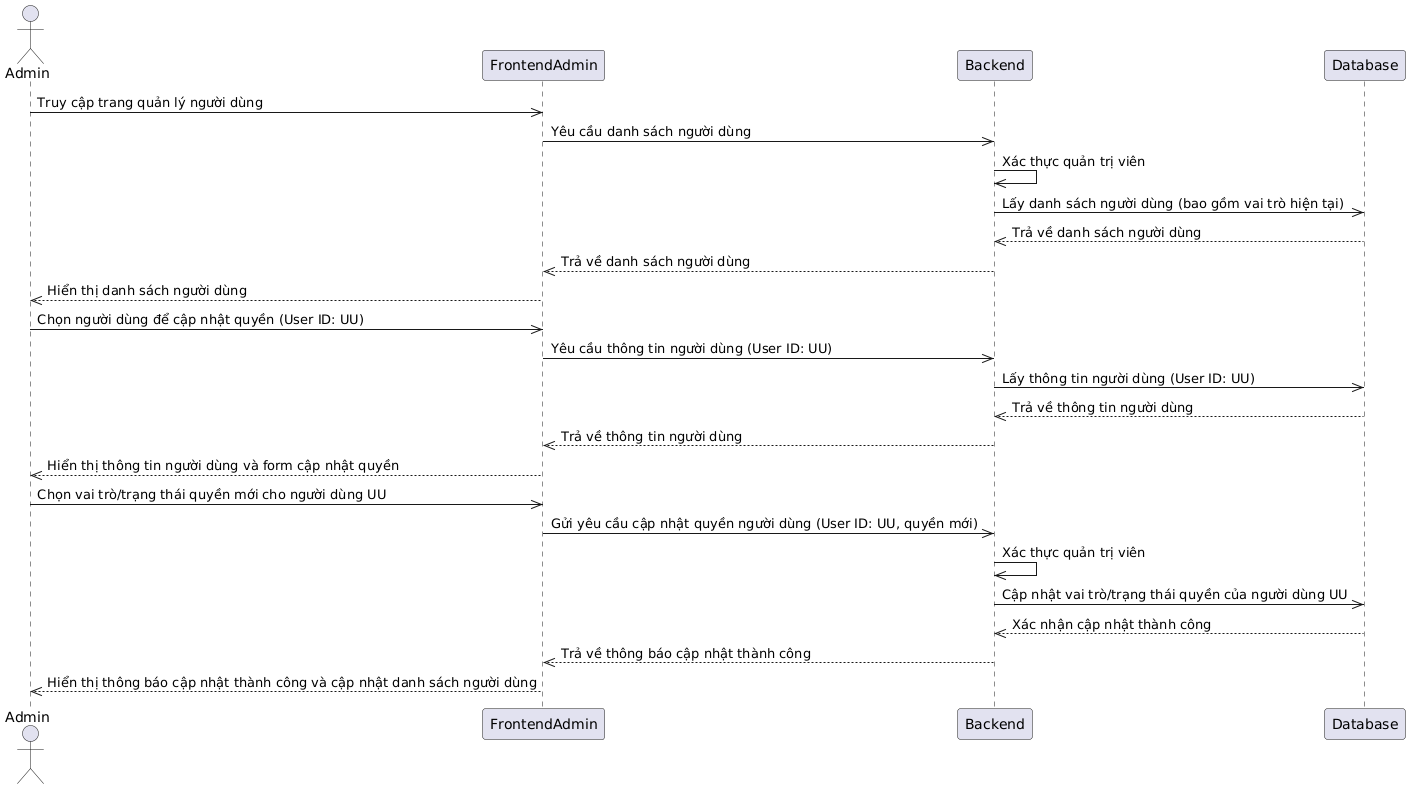 Admin
FrontendAdmin
Backend
Database
Truy cập trang quản lý người dùng
Yêu cầu danh sách người dùng
Xác thực quản trị viên
Lấy danh sách người dùng (bao gồm vai trò hiện tại)
Trả về danh sách người dùng
Trả về danh sách người dùng
Hiển thị danh sách người dùng
Chọn người dùng để cập nhật quyền (User ID: UU)
Yêu cầu thông tin người dùng (User ID: UU)
Lấy thông tin người dùng (User ID: UU)
Trả về thông tin người dùng
Trả về thông tin người dùng
Hiển thị thông tin người dùng và form cập nhật quyền
Chọn vai trò/trạng thái quyền mới cho người dùng UU
Gửi yêu cầu cập nhật quyền người dùng (User ID: UU, quyền mới)
Xác thực quản trị viên
Cập nhật vai trò/trạng thái quyền của người dùng UU
Xác nhận cập nhật thành công
Trả về thông báo cập nhật thành công
Hiển thị thông báo cập nhật thành công và cập nhật danh sách người dùng
Admin
FrontendAdmin
Backend
Database